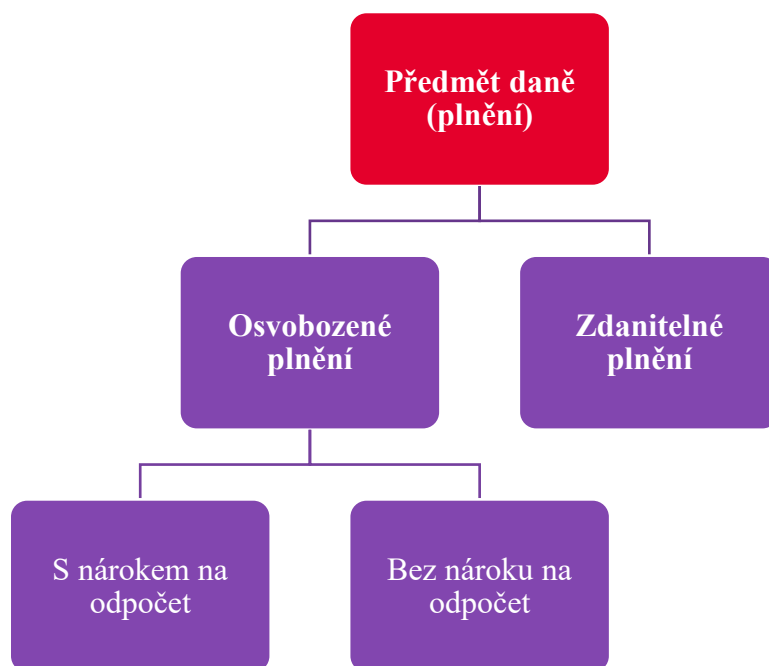 Předmět daně
(plnění)
Osvobozené
plnění
Zdanitelné
plnění
S nárokem na
odpočet
Bez nároku na
odpočet